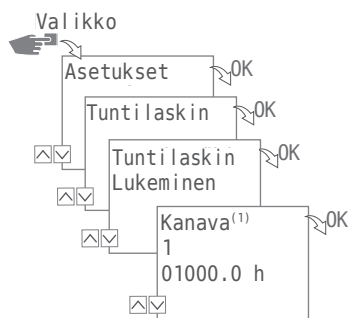 Valikko
Asetukset OK
Tuntilaskin OK
Tuntilaskin OK
Lukeminen
Kanava(1) OK
1
01000.0 h